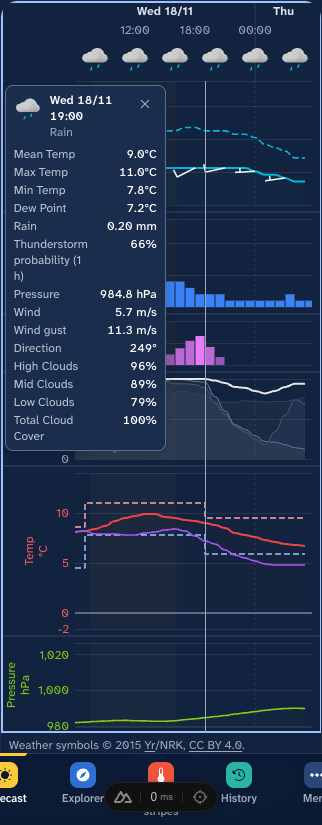 Wed 18/11
Thu
12:00
18:00
00:00
Wed 18/11
19:00
Rain
Mean Temp 9.0°C
Max Temp 11.0°C
Min Temp 7.8°C
Dew Point 7.2°C
Rain 0.20 mm
Thunderstorm 66%
probability (1
h)
Pressure 984.8 hPa
Wind 5.7 m/s
Wind gust 11.3 m/s
Direction 249°
High Clouds 96%
Mid Clouds 89%
Low Clouds 79%
Total Cloud 100%
Cover
0
10
5
0
-2
Temp
°C
1,020
1,000
980
Pressure
hPa
Weather symbols © 2015 Yr/NRK, CC BY 4.0.
ecast
Explorer
0 ms
History
Mer
stripes